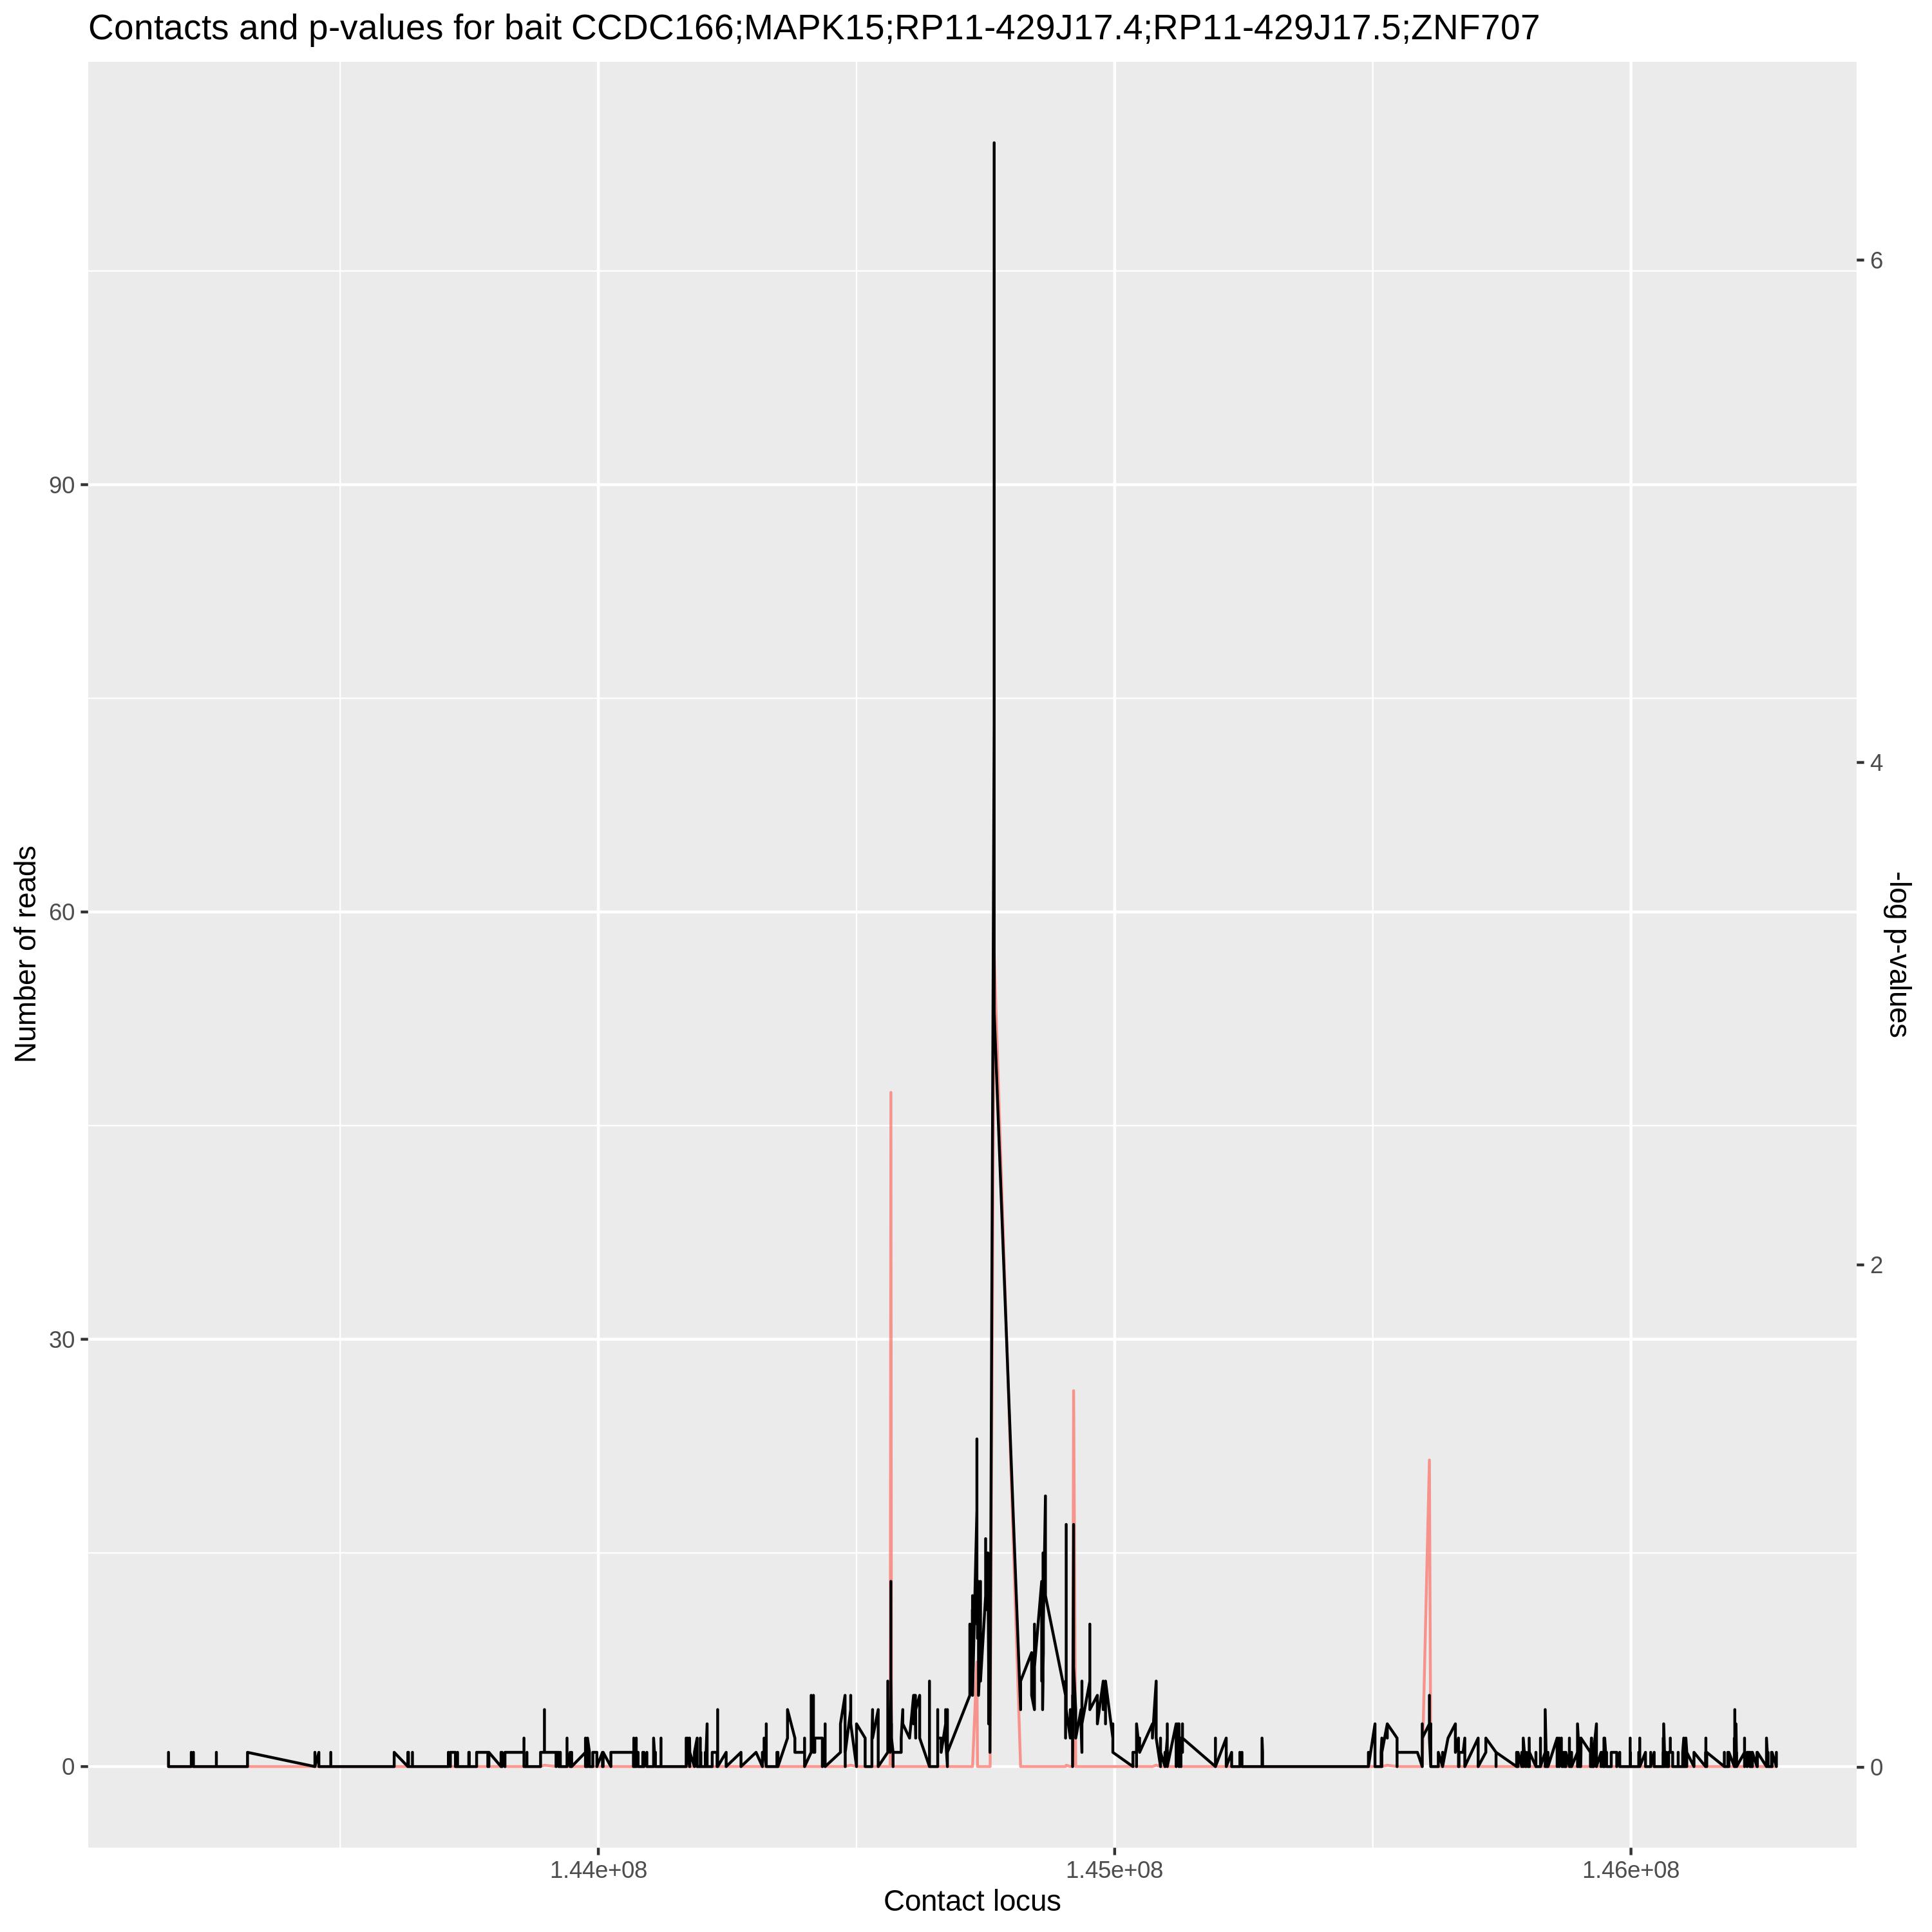 Contacts and p-values for bait CCDC166;MAPK15;RP11-429J17.4;RP11-429J17.5;ZNF707
Number of reads
90
60
30
0
6
4
2
0
-log p-values
1.44e+08
1.45e+08
1.46e+08
Contact locus